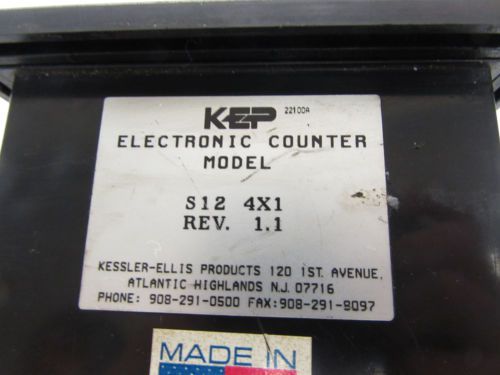 KEP 22100A
ELECTRONIC COUNTER
MODEL
S12 4X1
REV. 1.1
KESSLER-ELLIS PRODUCTS 120 1ST. AVENUE,
ATLANTIC HIGHLANDS N.J. 07716
PHONE: 908-291-0500 FAX:908-291-8097
MADE IN